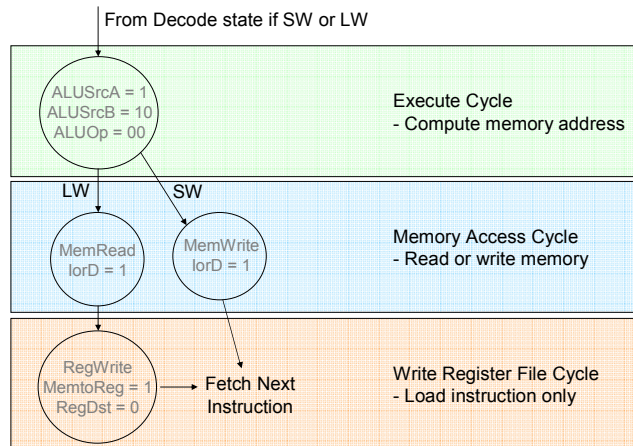 From Decode state if SW or LW
ALUSrcA = 1
ALUSrcB = 10
ALUOp = 00
Execute Cycle
- Compute memory address
LW
SW
MemRead
IorD = 1
MemWrite
IorD = 1
Memory Access Cycle
- Read or write memory
RegWrite
MemtoReg = 1
RegDst = 0
Fetch Next
Instruction
Write Register File Cycle
- Load instruction only